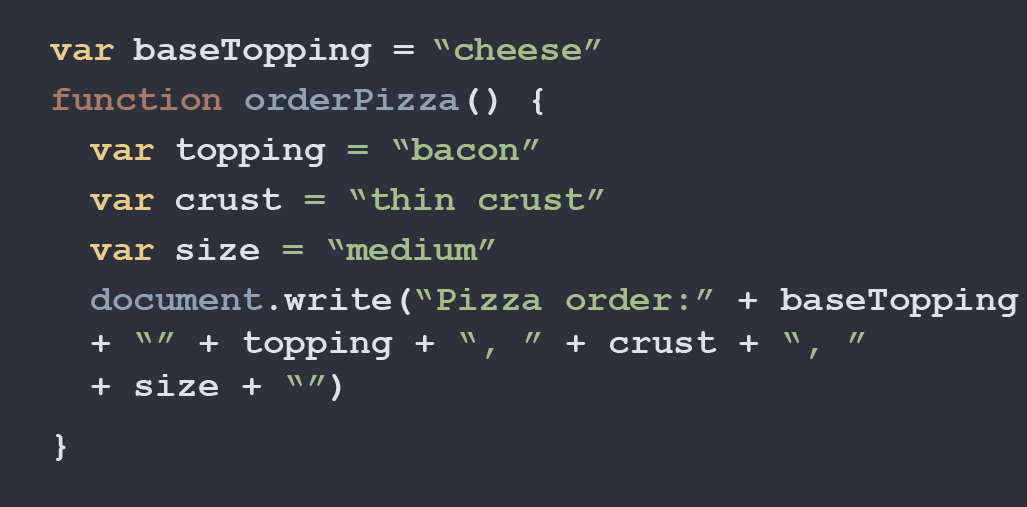 var baseTopping = “cheese”
function orderPizza() {
var topping = “bacon”
var crust = “thin crust”
var size = “medium”
document.write(“Pizza order:” + baseTopping
+ “” + topping + “, ” + crust + “, ”
+ size + “”)
}